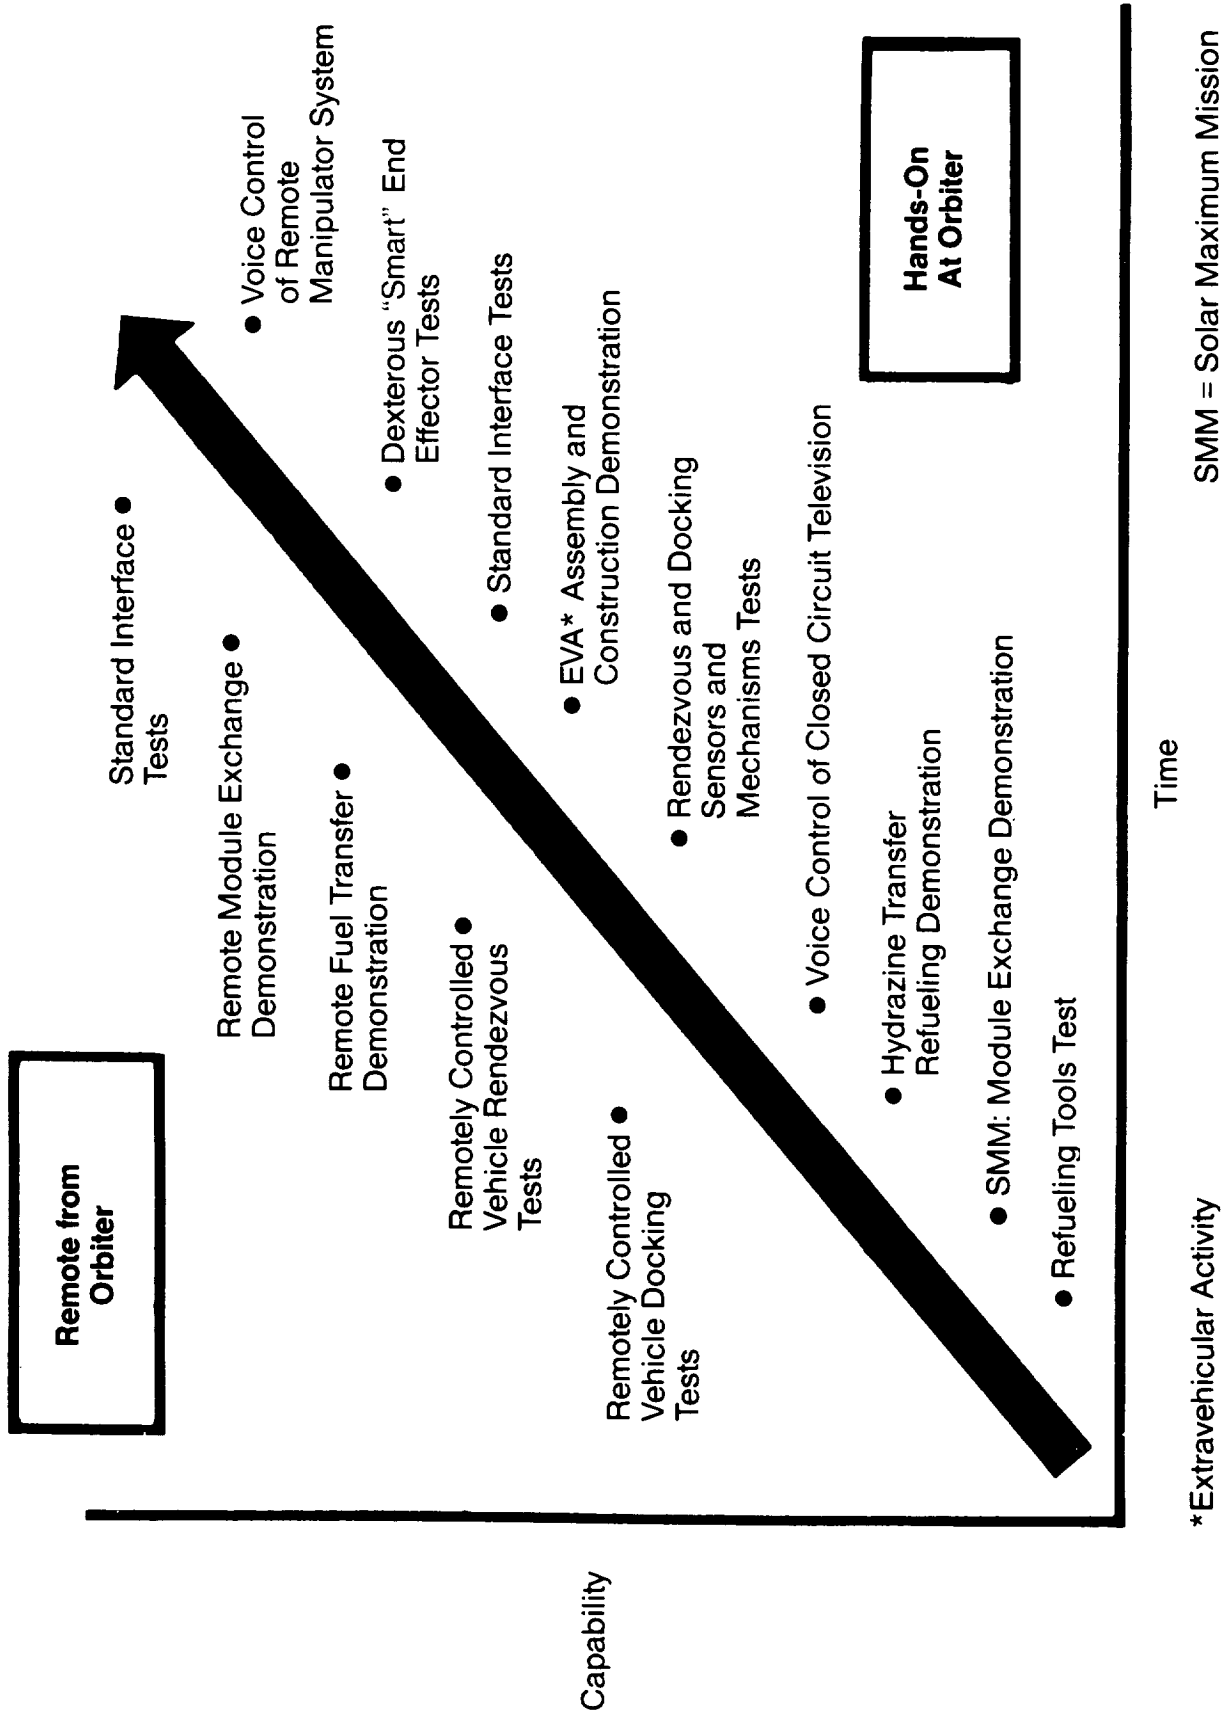 Remote from
Orbiter
Standard Interface
Tests
Remote Module Exchange
Demonstration
Remote Fuel Transfer
Demonstration
Remotely Controlled
Vehicle Rendezvous
Tests
Remotely Controlled
Vehicle Docking
Tests
Capability
Voice Control
of Remote
Manipulator System
Dexterous “Smart” End
Effector Tests
Standard Interface Tests
EVA* Assembly and
Construction Demonstration
Rendezvous and Docking
Sensors and
Mechanisms Tests
Voice Control of Closed Circuit Television
Hydrazine Transfer
Refueling Demonstration
SMM: Module Exchange Demonstration
Refueling Tools Test
Hands-On
At Orbiter
Time
*Extravehicular Activity
SMM = Solar Maximum Mission